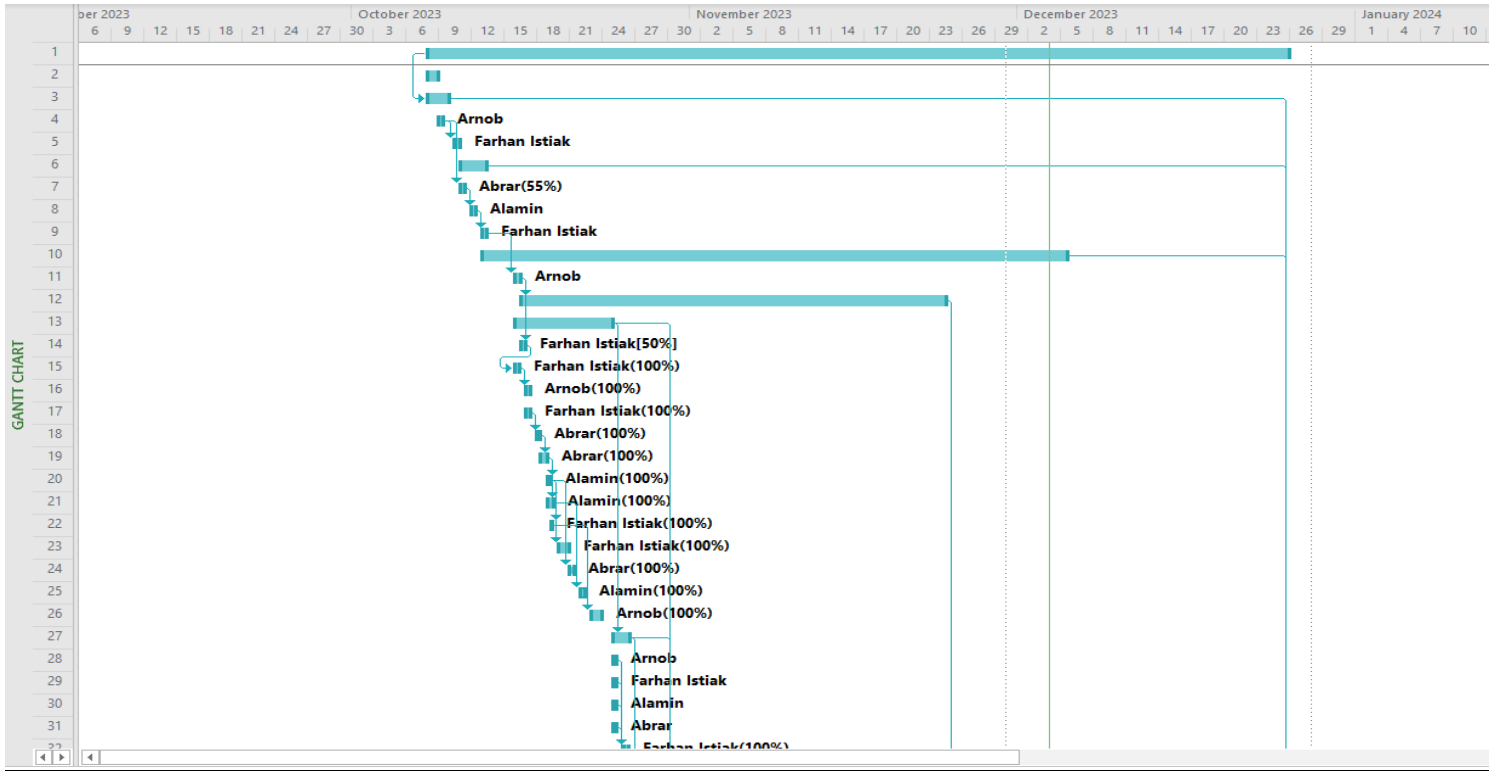 ber 2023 October 2023 November 2023 December 2023 January 2024
6 9 12 15 18 21 24 27 30 3 6 9 12 15 18 21 24 27 30 2 5 8 11 14 17 20 23 26 29 2 5 8 11 14 17 20 23 26 29 1 4 7 10
1
2
3
4 Arnob
5 Farhan Istiak
6
7 Abrar(55%)
8 Alamin
9 Farhan Istiak
10
11 Arnob
12
13
14 Farhan Istiak[50%]
15 Farhan Istiak(100%)
16 Arnob(100%)
17 Farhan Istiak(100%)
18 Abrar(100%)
19 Abrar(100%)
20 Alamin(100%)
21 Alamin(100%)
22 Farhan Istiak(100%)
23 Farhan Istiak(100%)
24 Abrar(100%)
25 Alamin(100%)
26 Arnob(100%)
27
28 Arnob
29 Farhan Istiak
30 Alamin
31 Abrar
32 Farhan Istiak(100%)
GANTT CHART